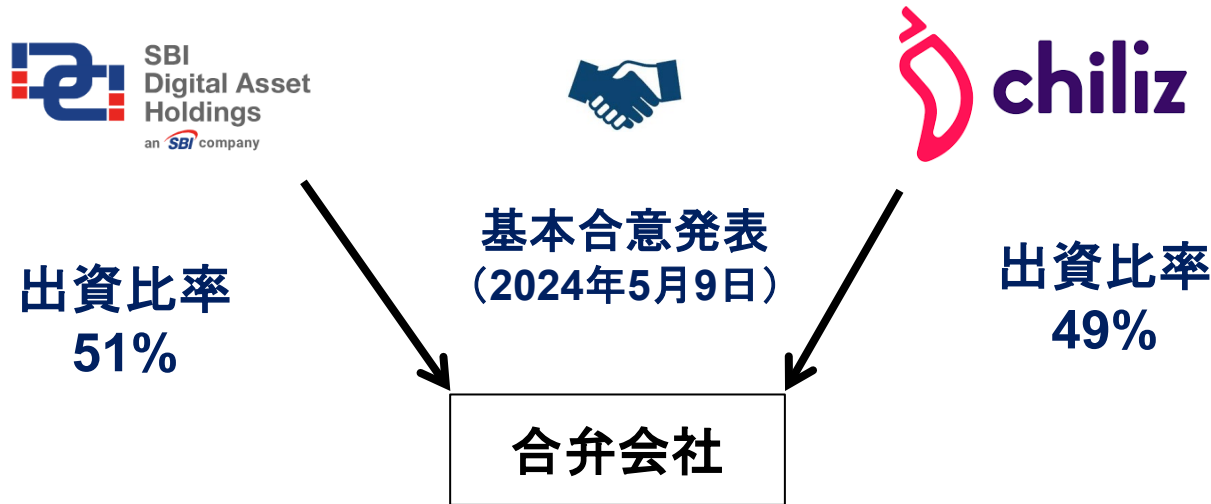 SBI
Digital Asset
Holdings
an SBI company
chiliz
基本合意発表
（2024年5月9日）
出資比率
51%
出資比率
49%
合弁会社